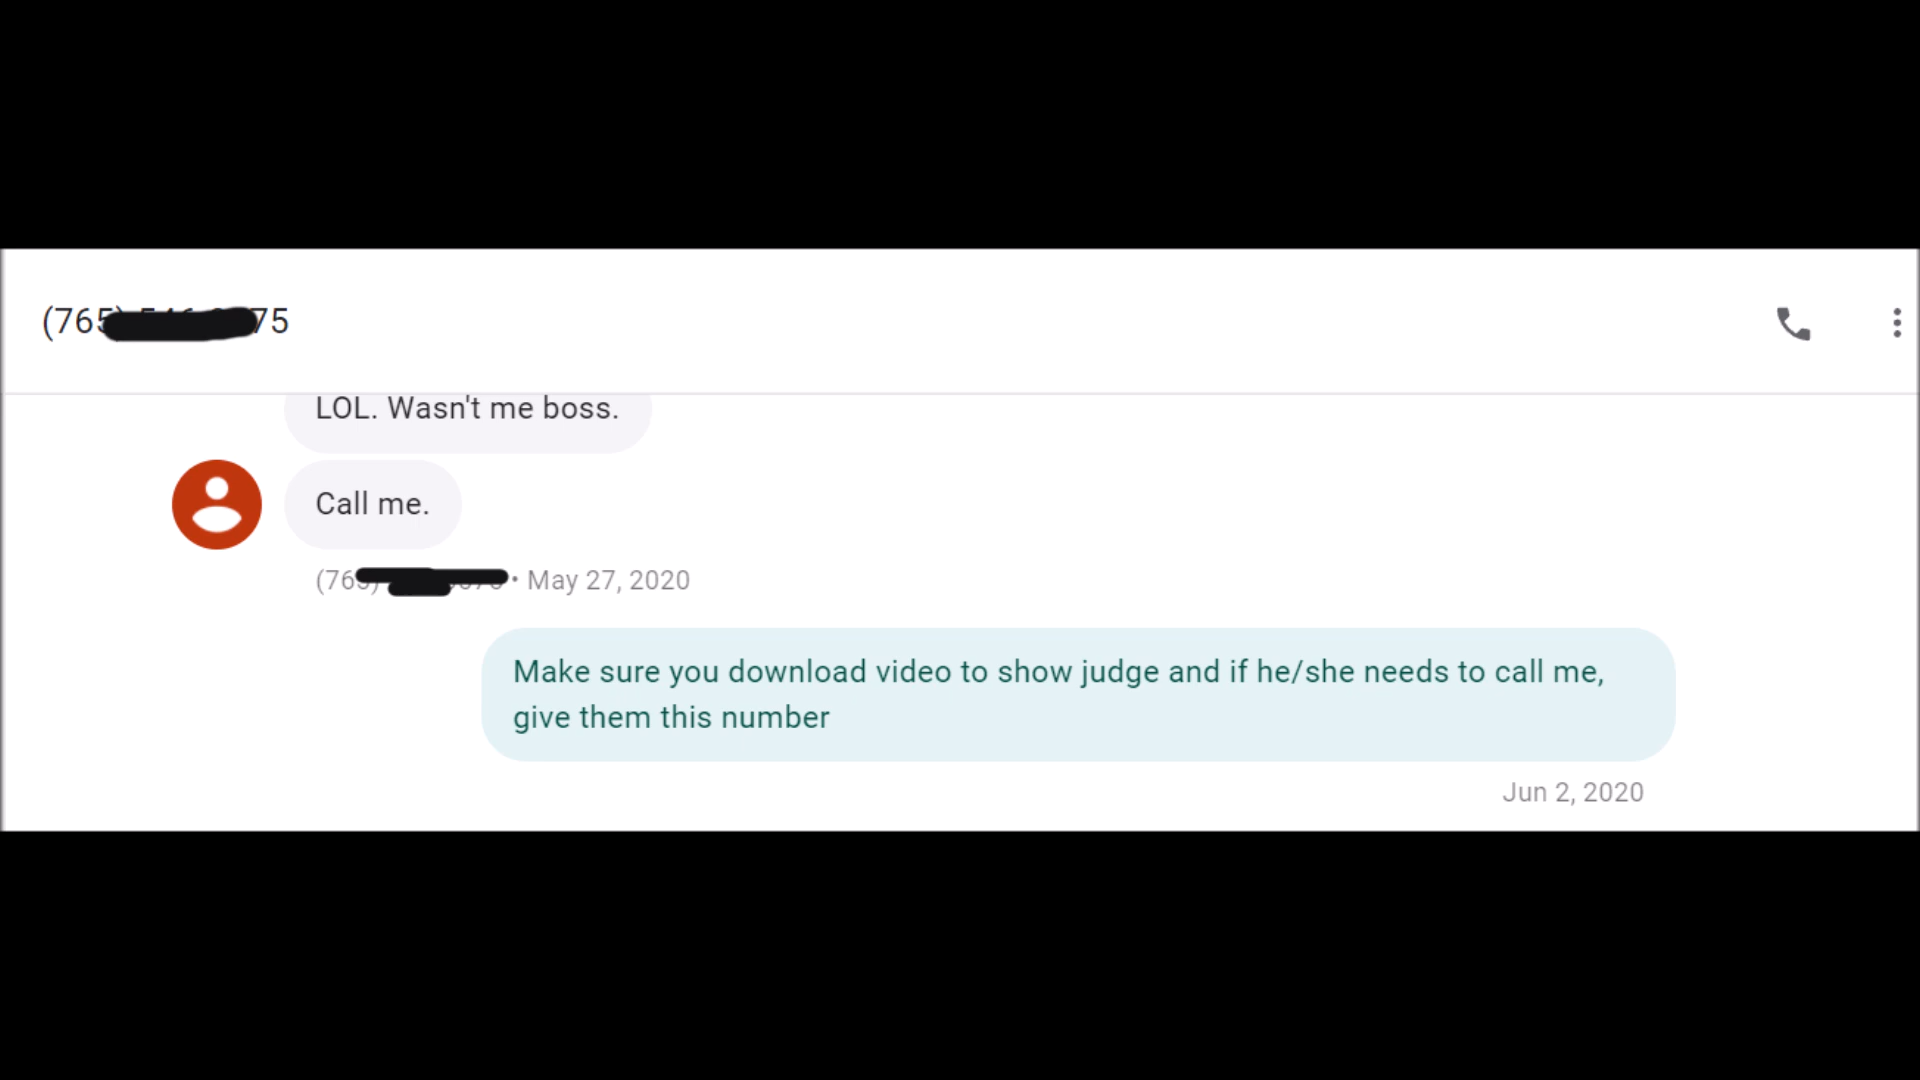 (765 75
LOL. Wasn't me boss.
Call me.
(76 • May 27, 2020
Make sure you download video to show judge and if he/she needs to call me,
give them this number
Jun 2, 2020